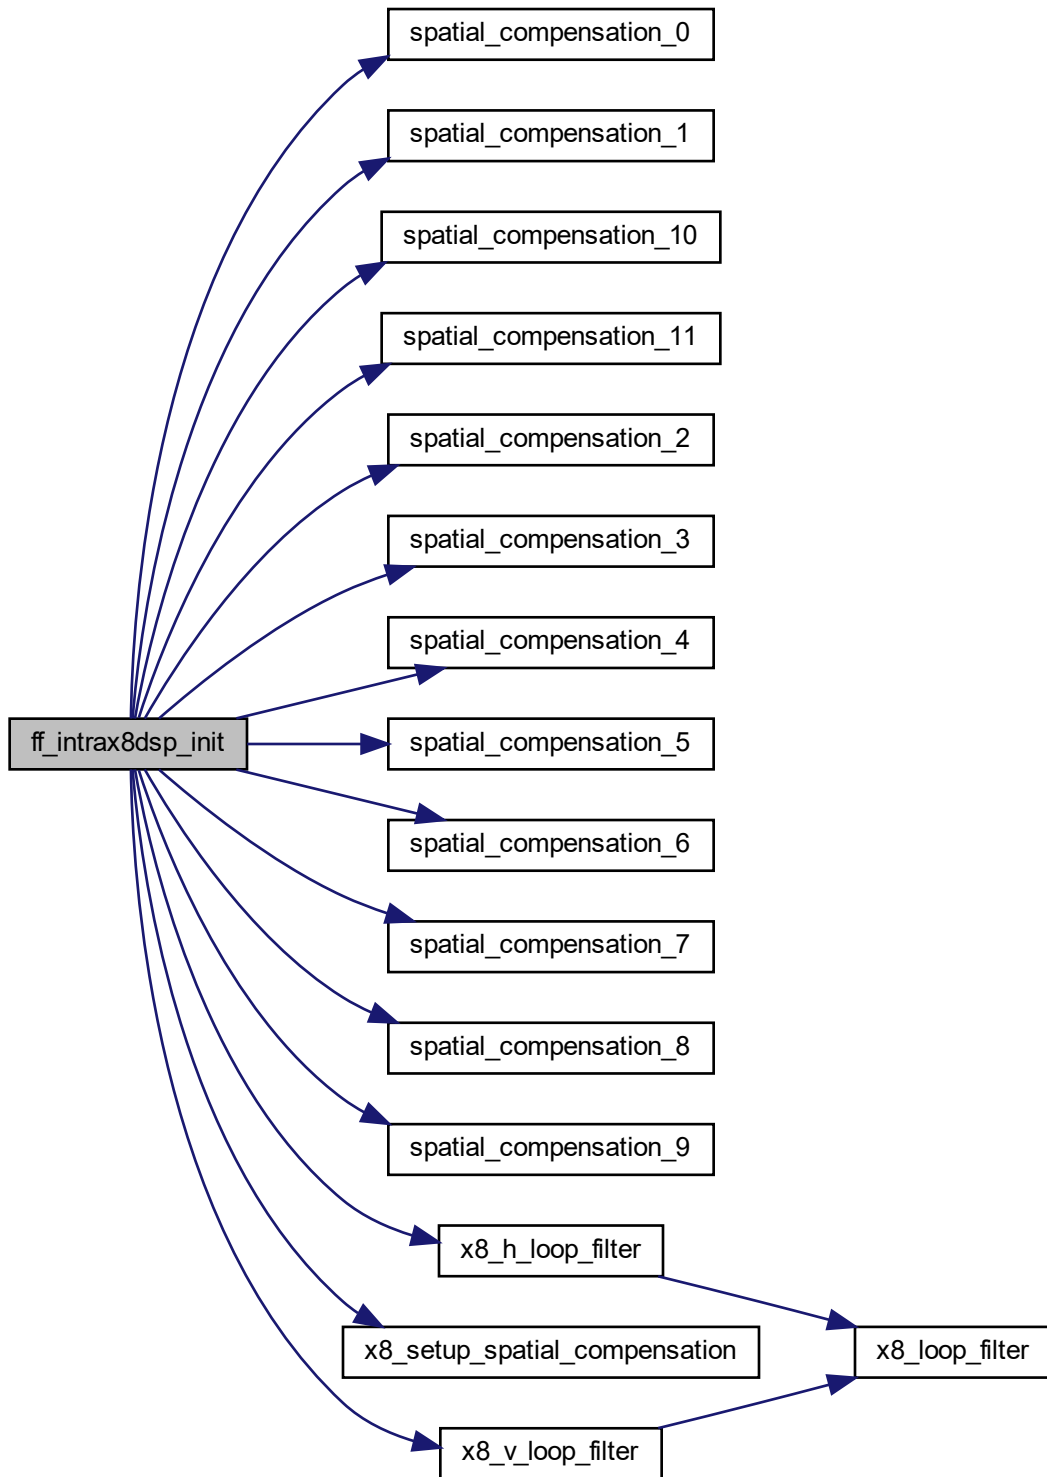 spatial_compensation_0
spatial_compensation_1
spatial_compensation_10
spatial_compensation_11
spatial_compensation_2
spatial_compensation_3
spatial_compensation_4
ff_intrax8dsp_init
spatial_compensation_5
spatial_compensation_6
spatial_compensation_7
spatial_compensation_8
spatial_compensation_9
x8_h_loop_filter
x8_setup_spatial_compensation
x8_loop_filter
x8_v_loop_filter